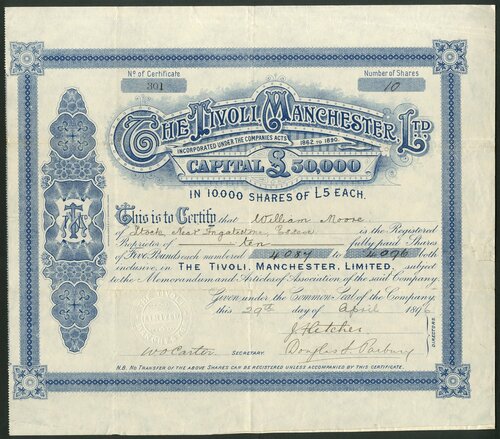 No of Certificate
301
Number of Shares
10
The Tivoli Manchester Ltd.
INCORPORATED UNDER THE COMPANIES ACTS 1862 TO 1890.
CAPITAL £50,000
IN 10,000 SHARES OF £5 EACH.
This is to Certify that William Moore
of Stock, Near Ingatestone, Essex is the Registered
Proprietor of ten fully paid Shares
of Five Pounds each numbered 4087 to 4096 both
inclusive, in THE TIVOLI, MANCHESTER, LIMITED, subject
to the Memorandum and Articles of Association of the said Company.
Given under the Common Seal of the Company,
this 29th day of April 1896
J Fletcher
W S Carter SECRETARY.
Douglas L.
DIRECTORS.
N.B. NO TRANSFER OF THE ABOVE SHARES CAN BE REGISTERED UNLESS ACCOMPANIED BY THIS CERTIFICATE.